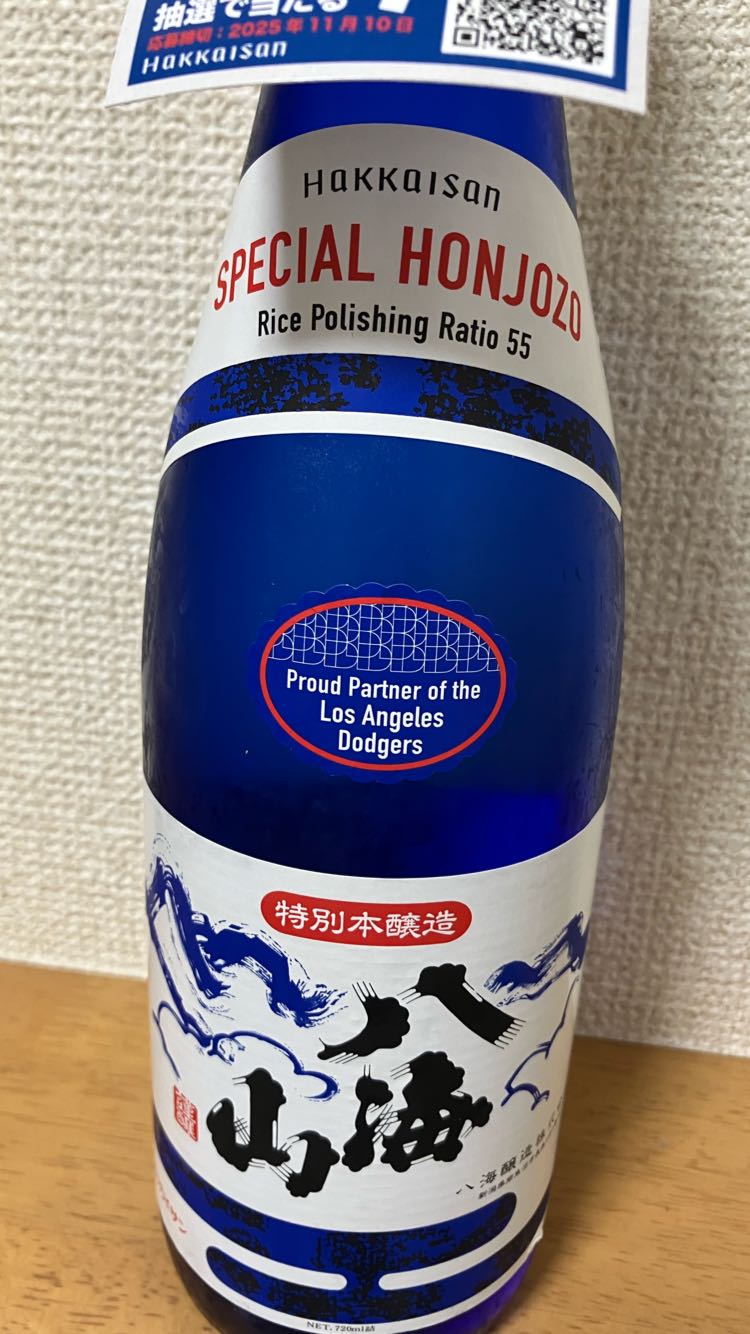 抽選で当たる
応募締切：2025年11月10日
HaKKaISan
HaKKaISan
SPECIAL HONJOZO
Rice Polishing Ratio 55
Proud Partner of the
Los Angeles
Dodgers
特別本醸造
八海山
八海醸造株式
NET.720ml詰